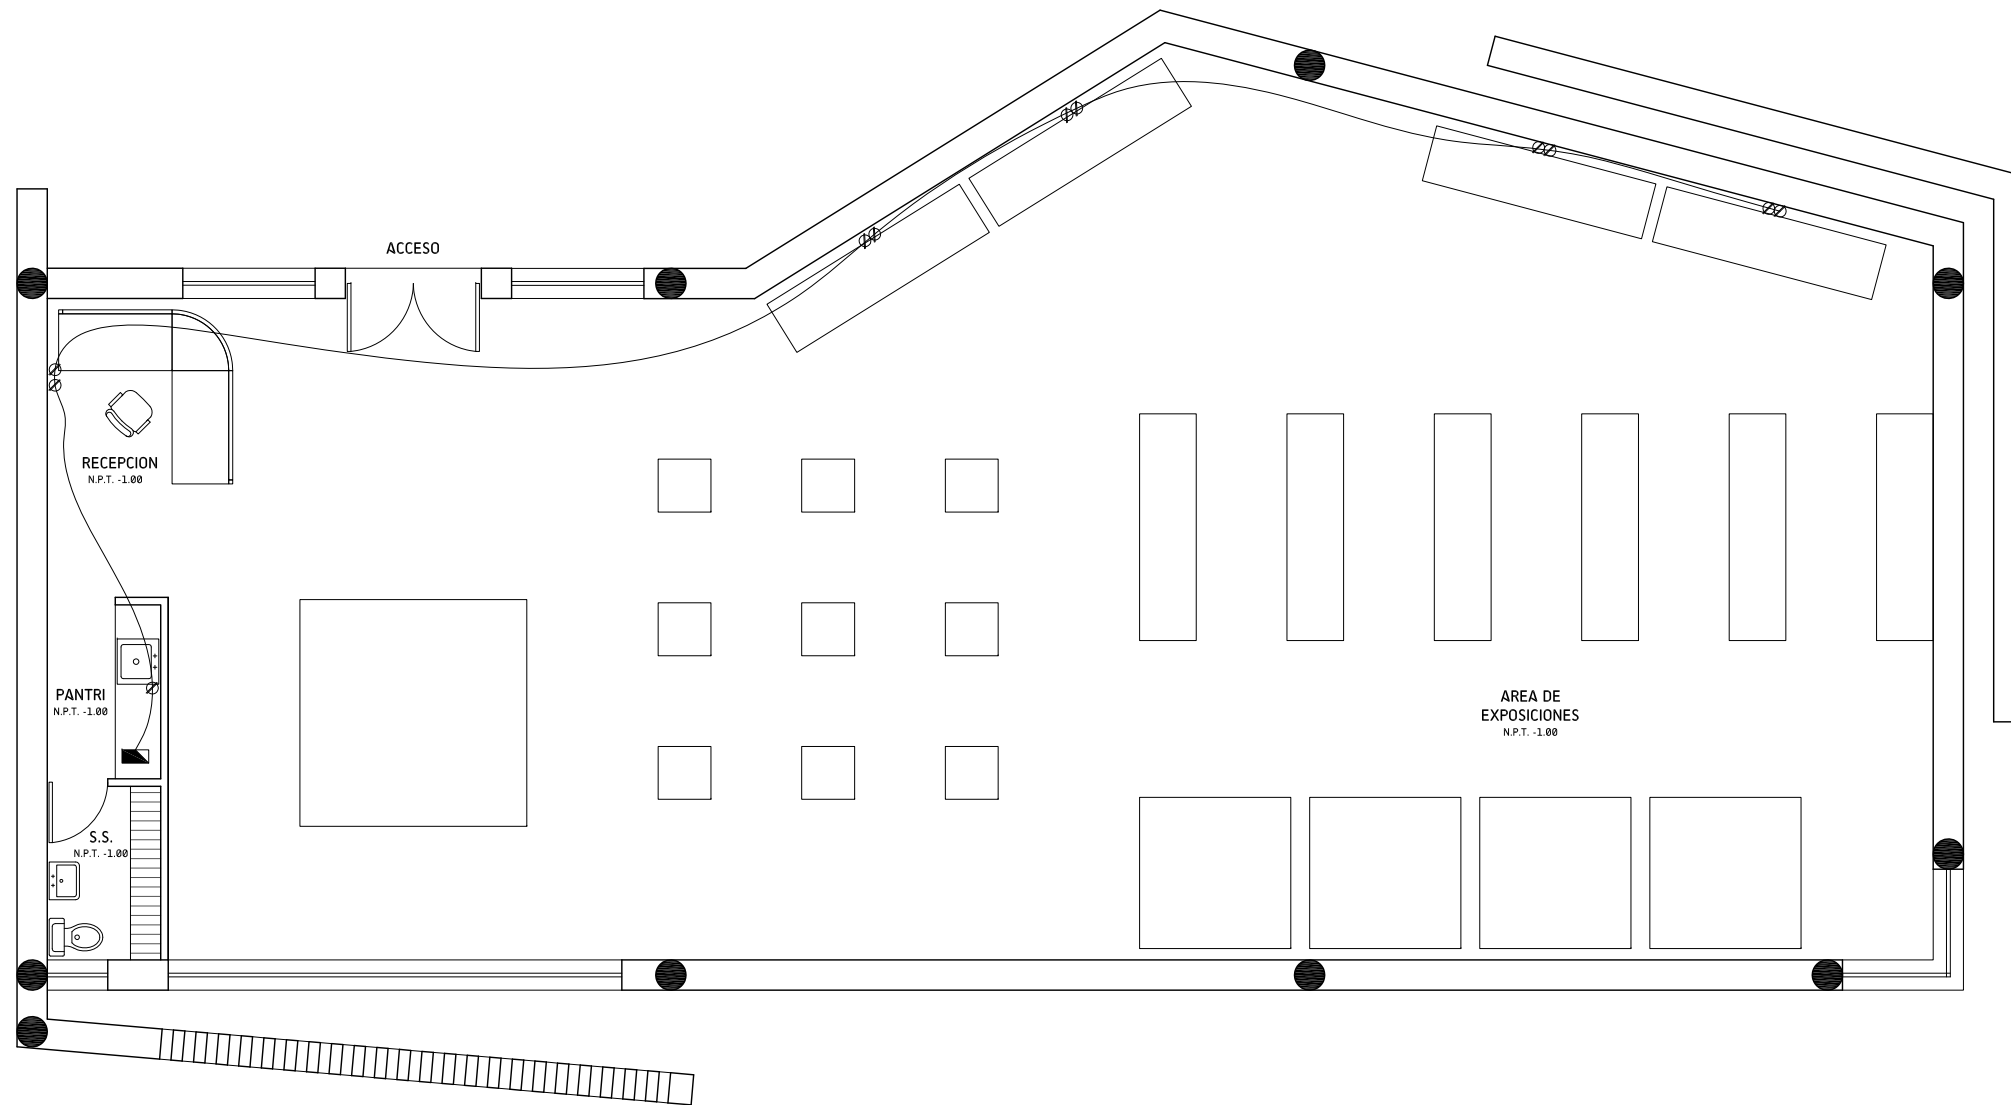 ACCESO
RECEPCION
N.P.T. -1.00
PANTRI
N.P.T. -1.00
AREA DE
EXPOSICIONES
N.P.T. -1.00
S.S.
N.P.T. -1.00